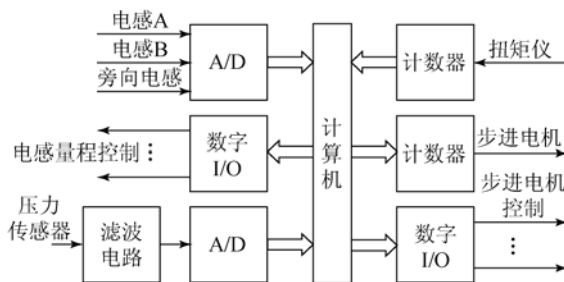 电感A
电感B
旁向电感
A/D
计数器
扭矩仪
电感量程控制
⋮
数字
I/O
计算机
计数器
步进电机
压力
传感器
滤波
电路
A/D
数字
I/O
步进电机
控制
⋮